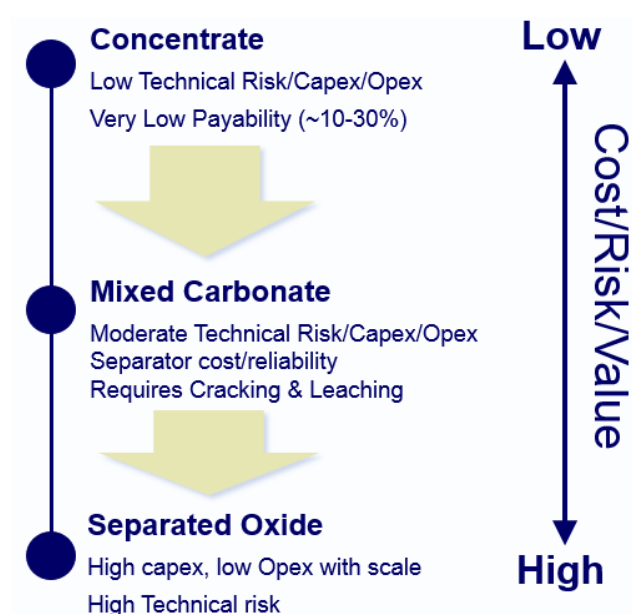 Concentrate
Low Technical Risk/Capex/Opex
Very Low Payability (~10-30%)
Mixed Carbonate
Moderate Technical Risk/Capex/Opex
Separator cost/reliability
Requires Cracking & Leaching
Separated Oxide
High capex, low Opex with scale
High Technical risk
Low
Cost/Risk/Value
High